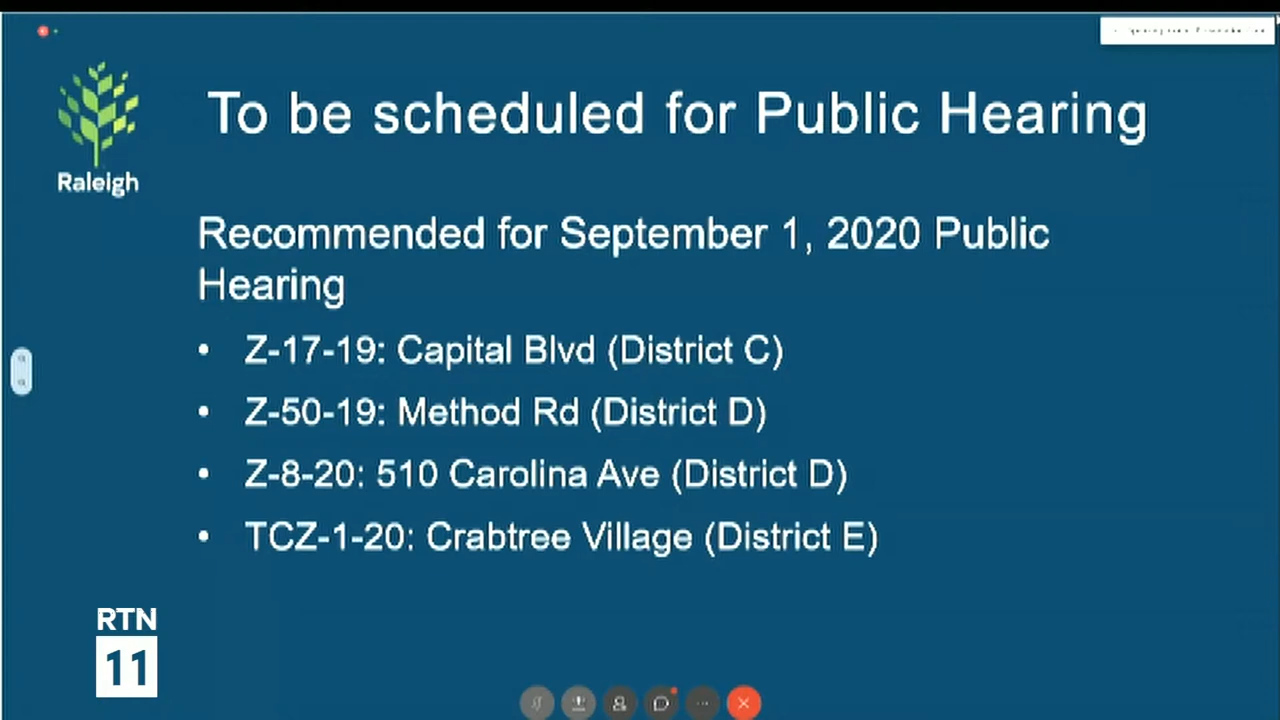 To be scheduled for Public Hearing
Raleigh
Recommended for September 1, 2020 Public
Hearing
• Z-17-19: Capital Blvd (District C)
• Z-50-19: Method Rd (District D)
• Z-8-20: 510 Carolina Ave (District D)
• TCZ-1-20: Crabtree Village (District E)
RTN
11